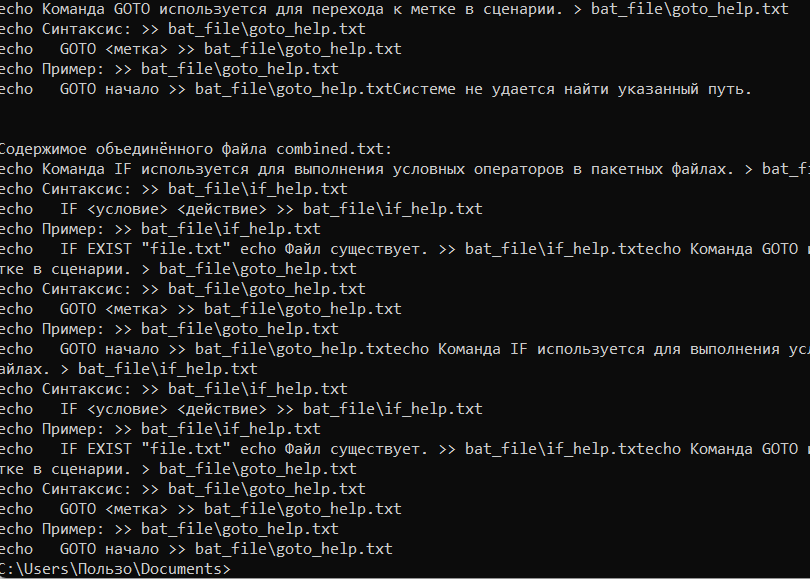 echo Команда GOTO используется для перехода к метке в сценарии. > bat_file\goto_help.txt
echo Синтаксис: >> bat_file\goto_help.txt
echo   GOTO <метка> >> bat_file\goto_help.txt
echo Пример: >> bat_file\goto_help.txt
echo   GOTO начало >> bat_file\goto_help.txtСистеме не удается найти указанный путь.
Содержимое объединённого файла combined.txt:
echo Команда IF используется для выполнения условных операторов в пакетных файлах. > bat_f
echo Синтаксис: >> bat_file\if_help.txt
echo   IF <условие> <действие> >> bat_file\if_help.txt
echo Пример: >> bat_file\if_help.txt
echo   IF EXIST "file.txt" echo Файл существует. >> bat_file\if_help.txtecho Команда GOTO
тке в сценарии. > bat_file\goto_help.txt
echo Синтаксис: >> bat_file\goto_help.txt
echo   GOTO <метка> >> bat_file\goto_help.txt
echo Пример: >> bat_file\goto_help.txt
echo   GOTO начало >> bat_file\goto_help.txtecho Команда IF используется для выполнения усл
айлах. > bat_file\if_help.txt
echo Синтаксис: >> bat_file\if_help.txt
echo   IF <условие> <действие> >> bat_file\if_help.txt
echo Пример: >> bat_file\if_help.txt
echo   IF EXIST "file.txt" echo Файл существует. >> bat_file\if_help.txtecho Команда GOTO
тке в сценарии. > bat_file\goto_help.txt
echo Синтаксис: >> bat_file\goto_help.txt
echo   GOTO <метка> >> bat_file\goto_help.txt
echo Пример: >> bat_file\goto_help.txt
echo   GOTO начало >> bat_file\goto_help.txt
C:\Users\Пользо\Documents>